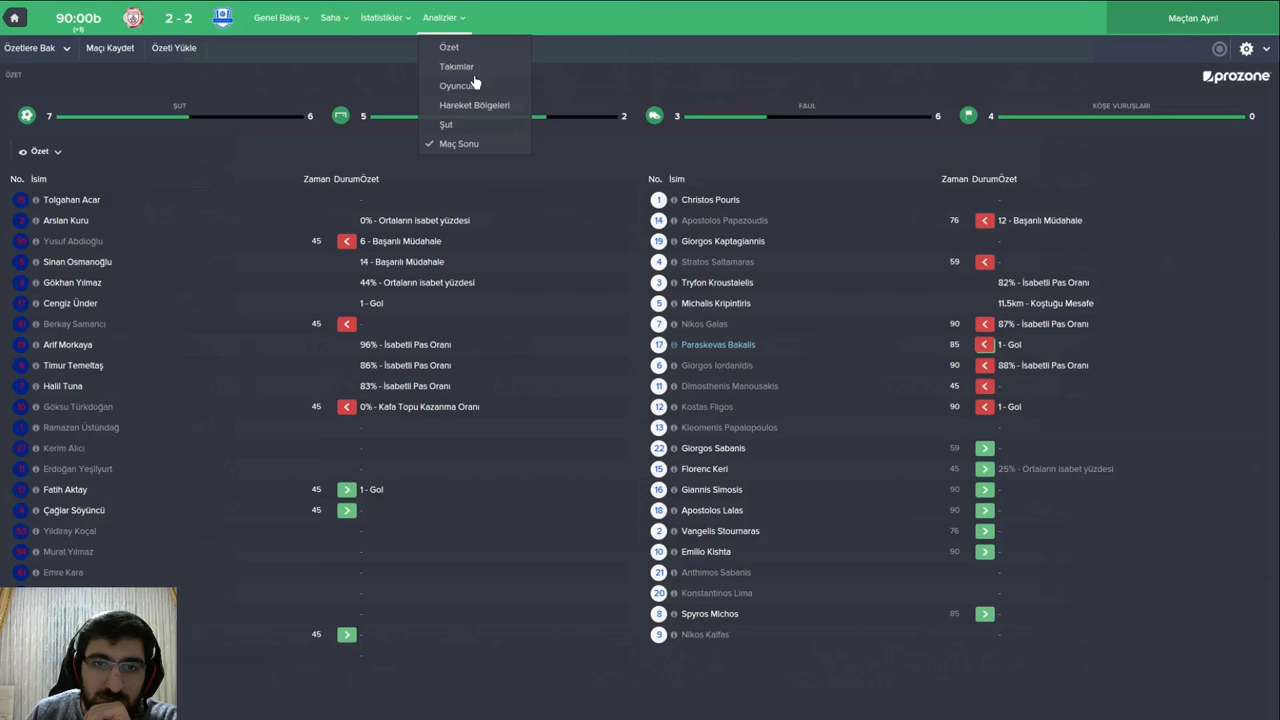 90:00b
(+1)
2 - 2
Genel Bakış
Saha
İstatistikler
Analizler
Maçtan Ayrıl
Özetlere Bak
Maçı Kaydet
Özeti Yükle
Özet
Takımlar
Oyuncu
Hareket Bölgeleri
Şut
Maç Sonu
ÖZET
prozone
ŞUT
7
6
5
2
FAUL
3
6
KÖŞE VURUŞLARI
4
0
Özet
No. İsim Zaman Durum Özet
Tolgahan Acar -
Arslan Kuru 0% - Ortaların isabet yüzdesi
Yusuf Abdioğlu 45 6 - Başarılı Müdahale
Sinan Osmanoğlu 14 - Başarılı Müdahale
Gökhan Yılmaz 44% - Ortaların isabet yüzdesi
Cengiz Ünder 1 - Gol
Berkay Samancı 45 -
Arif Morkaya 96% - İsabetli Pas Oranı
Timur Temeltaş 86% - İsabetli Pas Oranı
Halil Tuna 83% - İsabetli Pas Oranı
Göksu Türkdoğan 45 0% - Kafa Topu Kazanma Oranı
Ramazan Üstündağ -
Kerim Alıcı -
Erdoğan Yeşilyurt -
Fatih Aktay 45 1 - Gol
Çağlar Söyüncü 45 -
Yildiray Koçal -
Murat Yılmaz -
Emre Kara -
-
-
45 -
-
No. İsim Zaman Durum Özet
1 Christos Pouris -
14 Apostolos Papazoudis 76 12 - Başarılı Müdahale
19 Giorgos Kaptagiannis -
4 Stratos Saltamaras 59 -
3 Tryfon Kroustalelis 82% - İsabetli Pas Oranı
5 Michalis Kripintiris 11.5km - Koştuğu Mesafe
7 Nikos Galas 90 87% - İsabetli Pas Oranı
17 Paraskevas Bakalis 85 1 - Gol
6 Giorgos Iordanidis 90 88% - İsabetli Pas Oranı
11 Dimosthenis Manousakis 45 -
12 Kostas Fligos 90 1 - Gol
13 Kleomenis Papalopoulos -
22 Giorgos Sabanis 59 -
15 Florenc Keri 45 25% - Ortaların isabet yüzdesi
16 Giannis Simosis 90 -
18 Apostolos Lalas 90 -
2 Vangelis Stournaras 76 -
10 Emilio Kishta 90 -
21 Anthimos Sabanis -
20 Konstantinos Lima -
8 Spyros Michos 85 -
9 Nikos Kalfas -